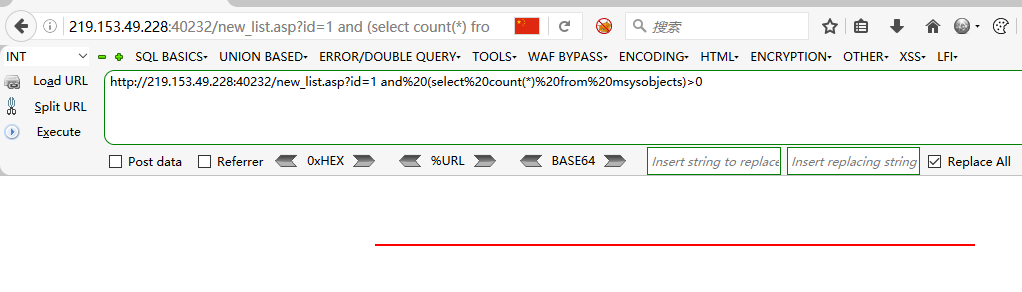 219.153.49.228:40232/new_list.asp?id=1 and (select count(*) fro
搜索
INT
SQL BASICS UNION BASED ERROR/DOUBLE QUERY TOOLS WAF BYPASS ENCODING HTML ENCRYPTION OTHER XSS LFI
Load URL
http://219.153.49.228:40232/new_list.asp?id=1 and%20(select%20count(*)%20from%20msysobjects)>0
Split URL
Execute
Post data Referrer 0xHEX %URL BASE64 Insert string to replace Insert replacing string Replace All